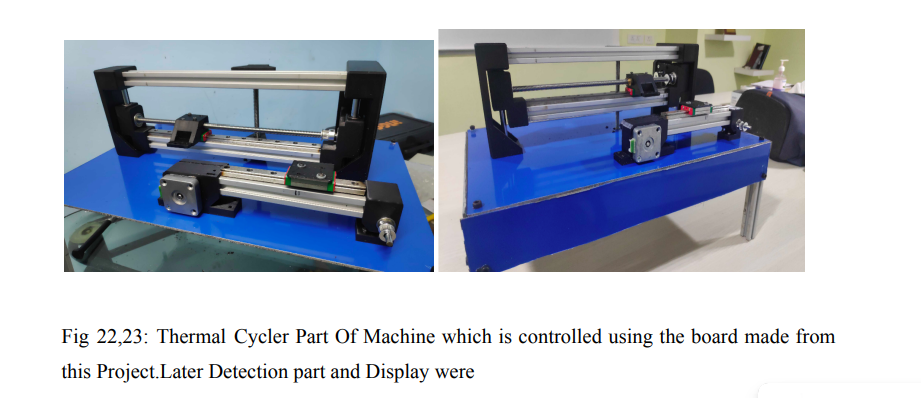 Fig 22,23: Thermal Cycler Part Of Machine which is controlled using the board made from
this Project.Later Detection part and Display were